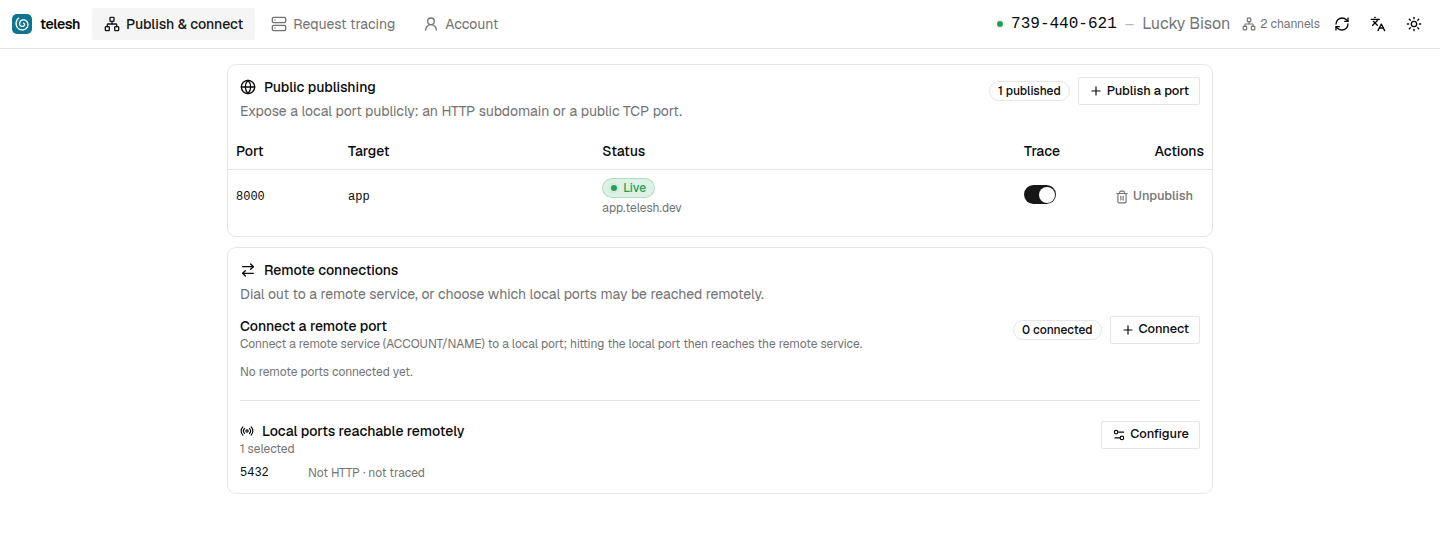 telesh
Publish & connect
Request tracing
Account
739-440-621 – Lucky Bison
2 channels
Public publishing
Expose a local port publicly: an HTTP subdomain or a public TCP port.
1 published
Publish a port
Port Target Status Trace Actions
8000 app Live Unpublish
app.telesh.dev
Remote connections
Dial out to a remote service, or choose which local ports may be reached remotely.
Connect a remote port
Connect a remote service (ACCOUNT/NAME) to a local port; hitting the local port then reaches the remote service.
0 connected
Connect
No remote ports connected yet.
Local ports reachable remotely
1 selected
Configure
5432 Not HTTP · not traced